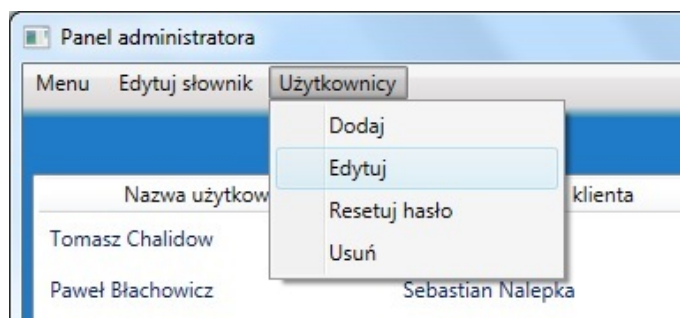 Panel administratora
Menu Edytuj słownik Użytkownicy
Dodaj
Edytuj
Nazwa użytkow klienta
Resetuj hasło
Tomasz Chalidow
Usuń
Paweł Błachowicz Sebastian Nalepka